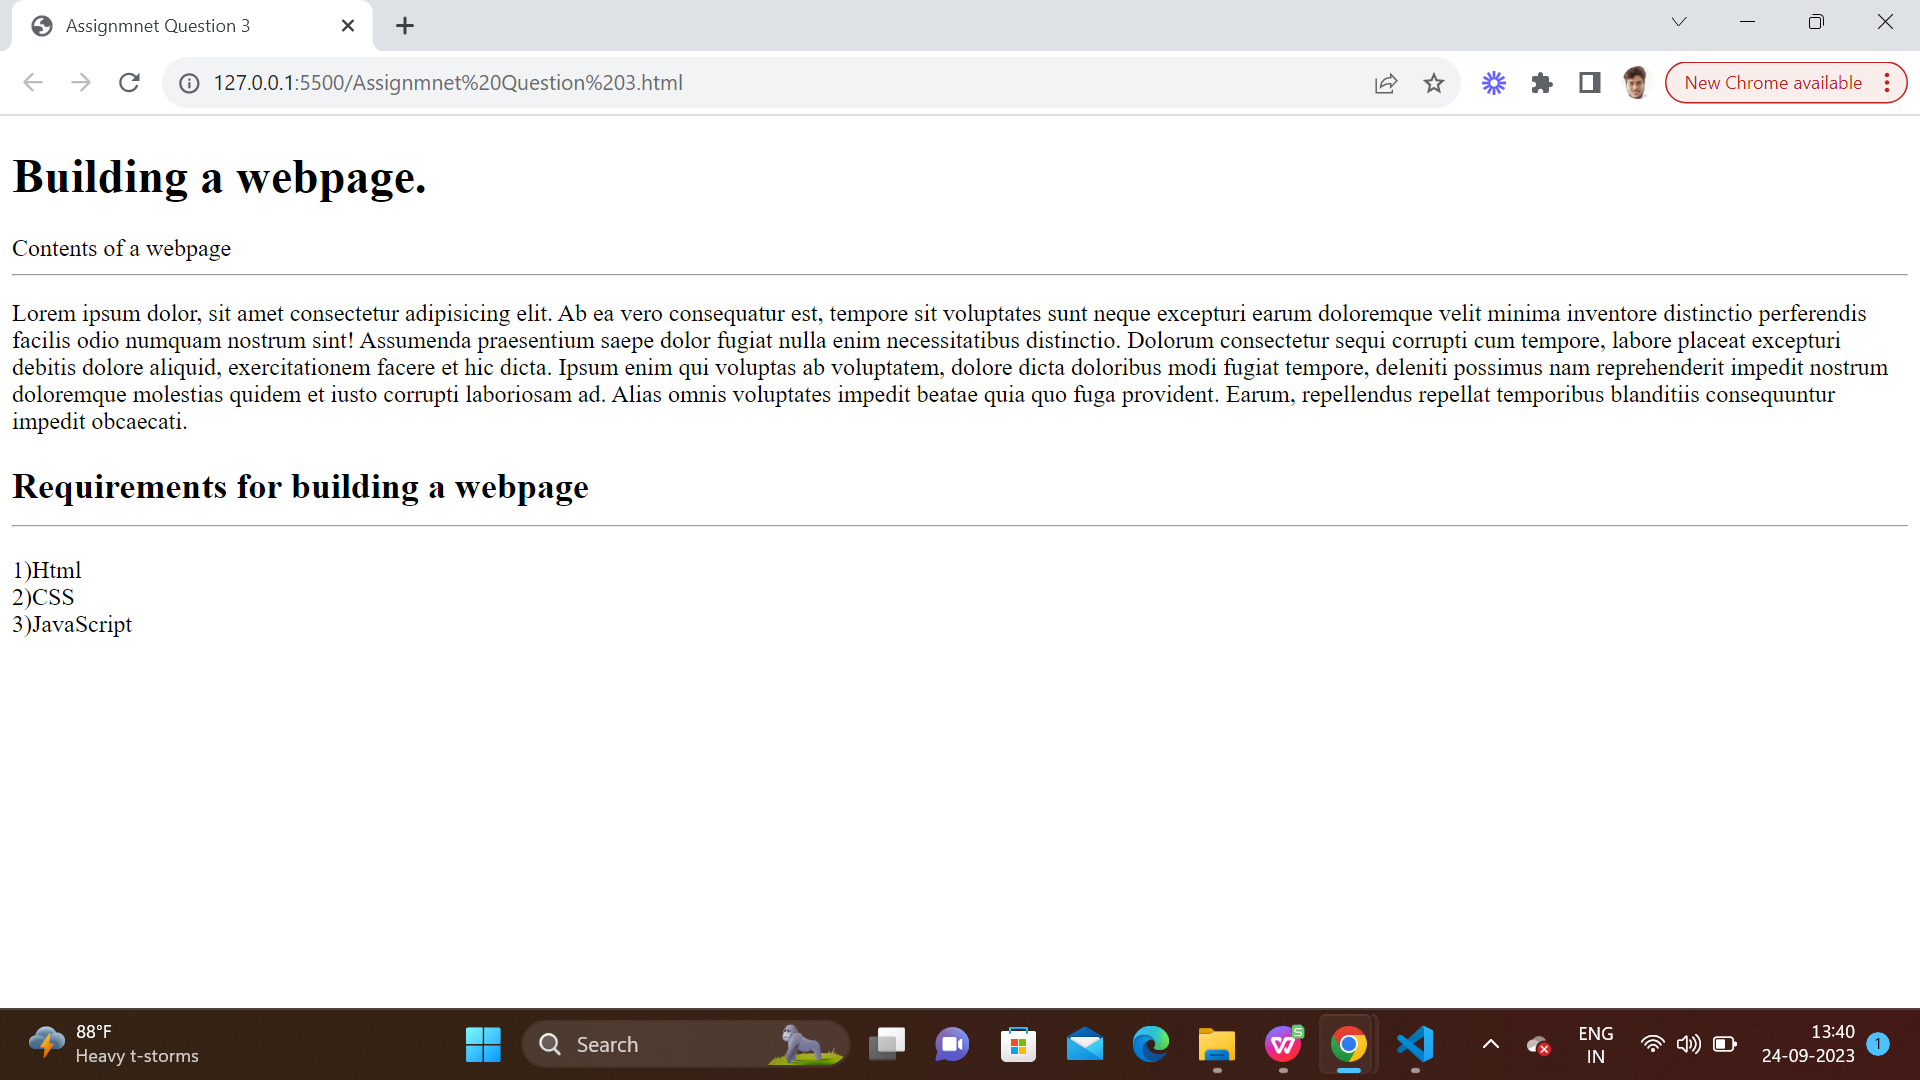 Assignmnet Question 3
127.0.0.1:5500/Assignmnet%20Question%203.html
New Chrome available
Building a webpage.
Contents of a webpage
Lorem ipsum dolor, sit amet consectetur adipisicing elit. Ab ea vero consequatur est, tempore sit voluptates sunt neque excepturi earum doloremque velit minima inventore distinctio perferendis
facilis odio numquam nostrum sint! Assumenda praesentium saepe dolor fugiat nulla enim necessitatibus distinctio. Dolorum consectetur sequi corrupti cum tempore, labore placeat excepturi
debitis dolore aliquid, exercitationem facere et hic dicta. Ipsum enim qui voluptas ab voluptatem, dolore dicta doloribus modi fugiat tempore, deleniti possimus nam reprehenderit impedit nostrum
doloremque molestias quidem et iusto corrupti laboriosam ad. Alias omnis voluptates impedit beatae quia quo fuga provident. Earum, repellendus repellat temporibus blanditiis consequuntur
impedit obcaecati.
Requirements for building a webpage
1)Html
2)CSS
3)JavaScript
88°F
Heavy t-storms
Search
ENG
IN
13:40
24-09-2023
1